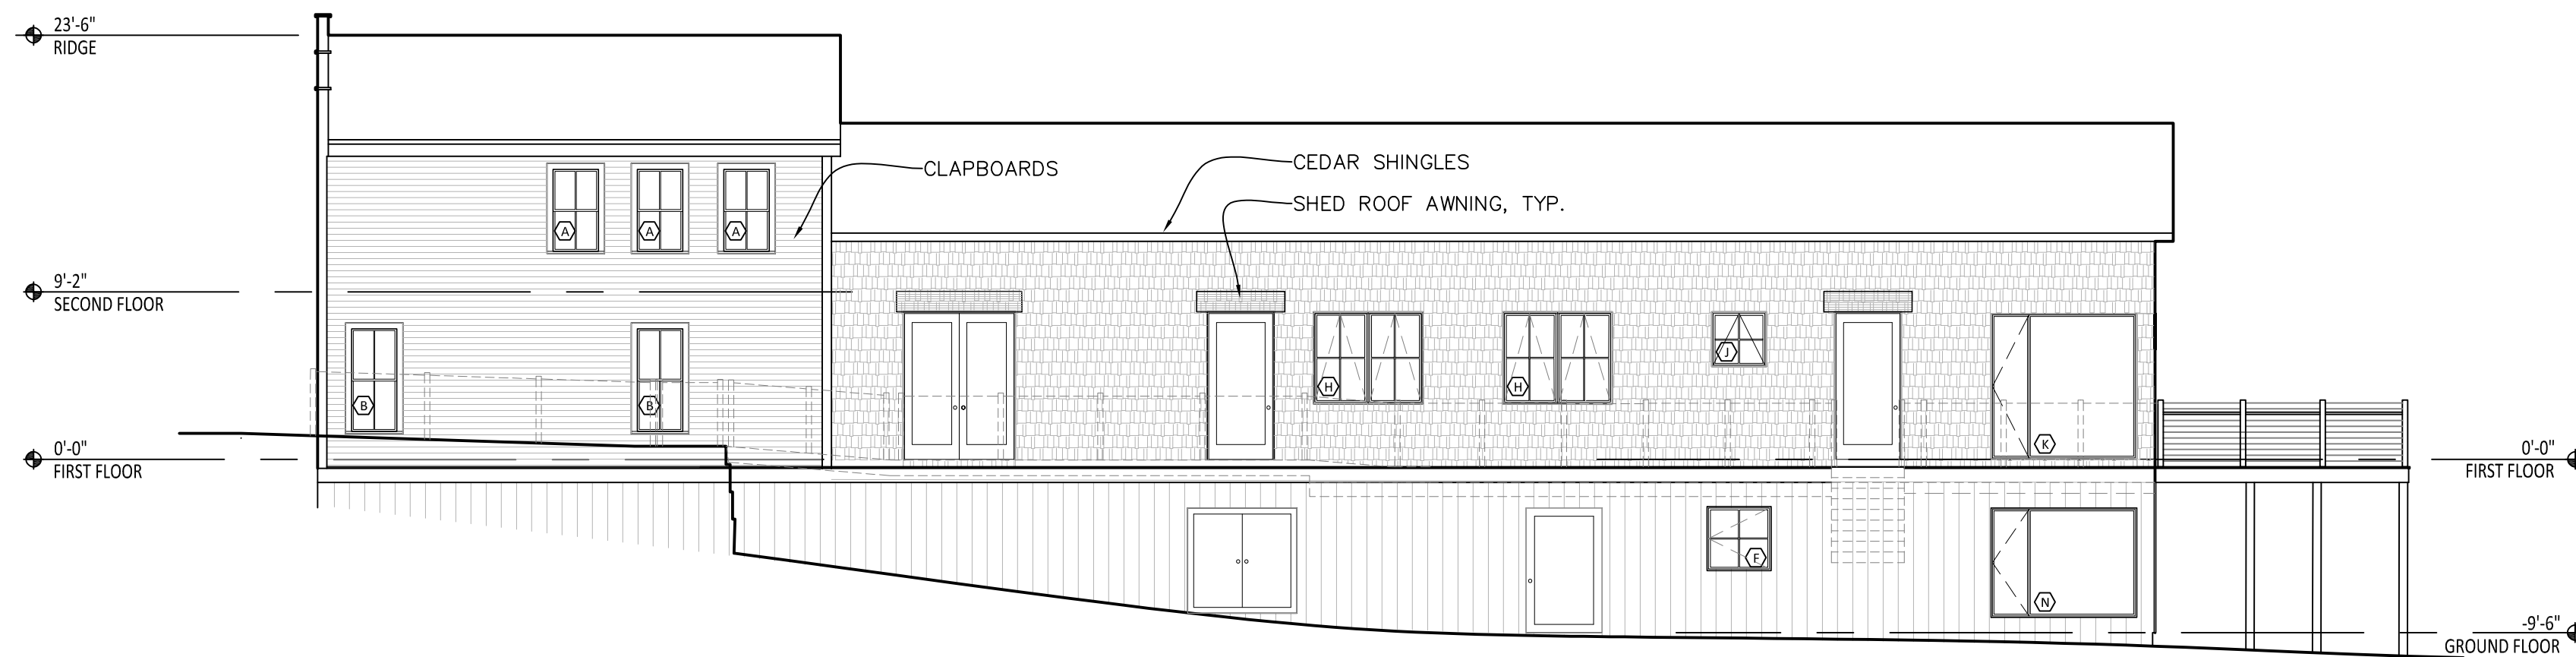 23'-6"
RIDGE
CLAPBOARDS
CEDAR SHINGLES
SHED ROOF AWNING, TYP.
A
A
A
9'-2"
SECOND FLOOR
J
H
H
B
B
K
0'-0"
FIRST FLOOR
0'-0"
FIRST FLOOR
E
N
-9'-6"
GROUND FLOOR